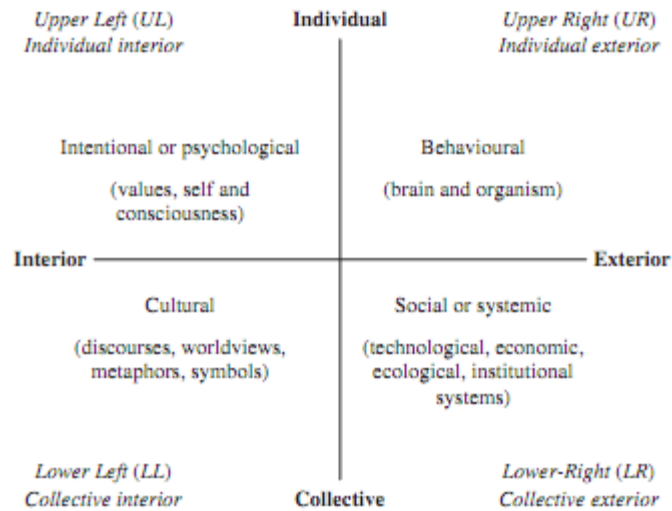 Upper Left (UL)
Individual interior
Individual
Upper Right (UR)
Individual exterior
Intentional or psychological
(values, self and
consciousness)
Behavioural
(brain and organism)
Interior
Exterior
Cultural
(discourses, worldviews,
metaphors, symbols)
Social or systemic
(technological, economic,
ecological, institutional
systems)
Lower Left (LL)
Collective interior
Collective
Lower-Right (LR)
Collective exterior